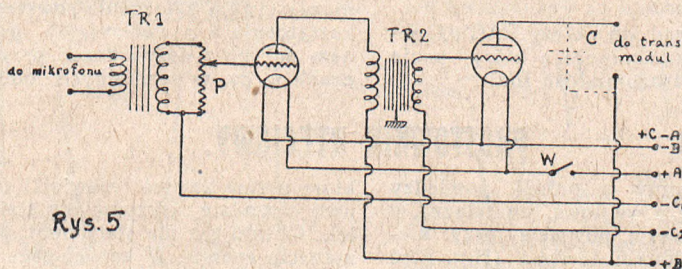 TR1
TR2
C
do trans
modul
do mikrofonu
P
+C -A
-B
W
+A
-C1
-C2
+B
Rys. 5